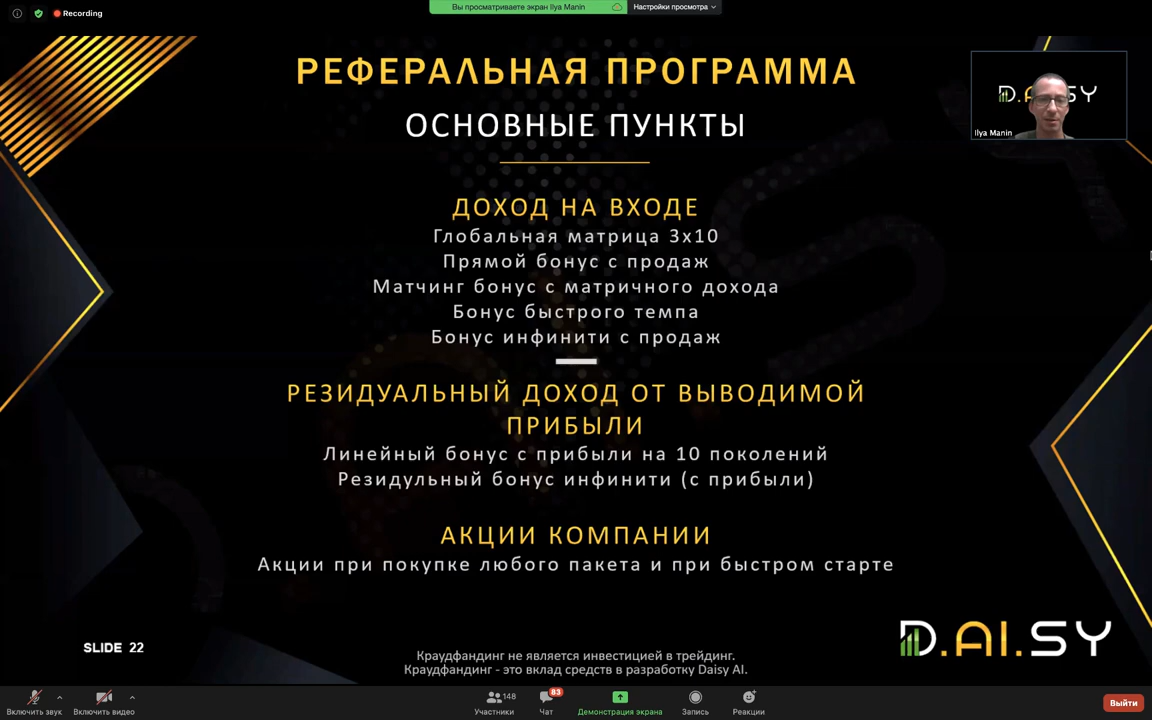 Recording
Вы просматриваете экран Ilya Manin
Настройки просмотра
РЕФЕРАЛЬНАЯ ПРОГРАММА
ОСНОВНЫЕ ПУНКТЫ
D.AI.SY
Ilya Manin
ДОХОД НА ВХОДЕ
Глобальная матрица 3х10
Прямой бонус с продаж
Матчинг бонус с матричного дохода
Бонус быстрого темпа
Бонус инфинити с продаж
РЕЗИДУАЛЬНЫЙ ДОХОД ОТ ВЫВОДИМОЙ
ПРИБЫЛИ
Линейный бонус с прибыли на 10 поколений
Резидульный бонус инфинити (с прибыли)
АКЦИИ КОМПАНИИ
Акции при покупке любого пакета и при быстром старте
SLIDE 22
D.AI.SY
Краудфандинг не является инвестицией в трейдинг.
Краудфандинг - это вклад средств в разработку Daisy AI.
Включить звук
Включить видео
148
Участники
83
Чат
Демонстрация экрана
Запись
Реакции
Выйти